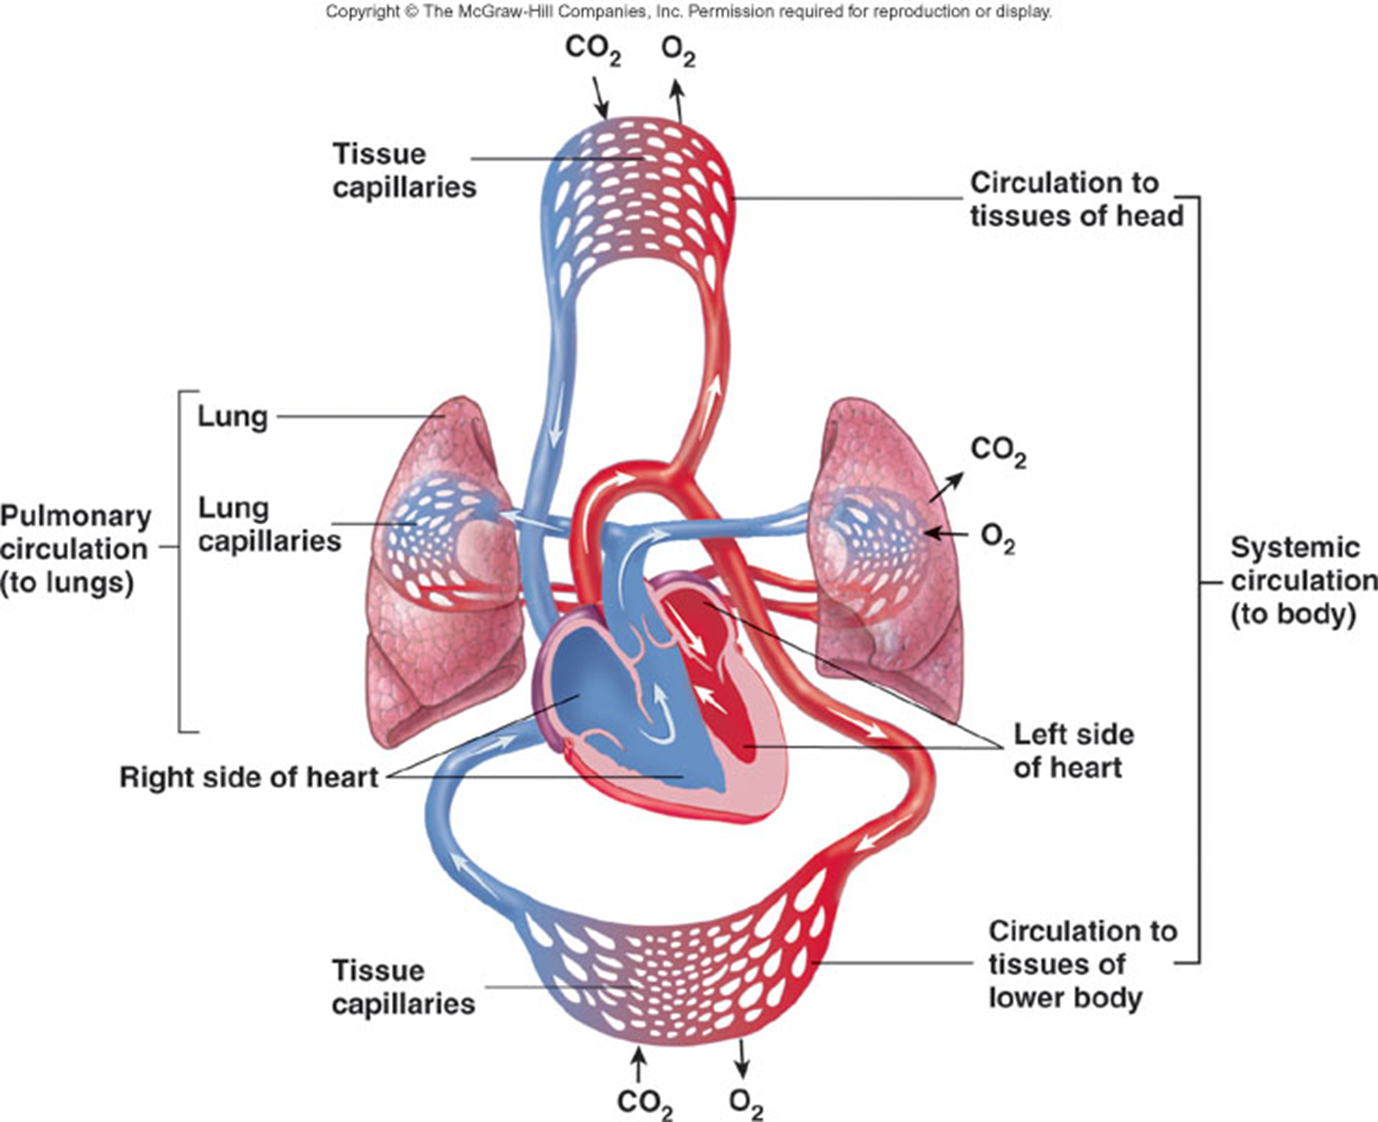 Copyright © The McGraw-Hill Companies, Inc. Permission required for reproduction or display.
CO2 O2
Tissue
capillaries
Circulation to
tissues of head
Lung
CO2
Lung
capillaries
O2
Pulmonary
circulation
(to lungs)
Systemic
circulation
(to body)
Left side
of heart
Right side of heart
Circulation to
tissues of
lower body
Tissue
capillaries
CO2 O2